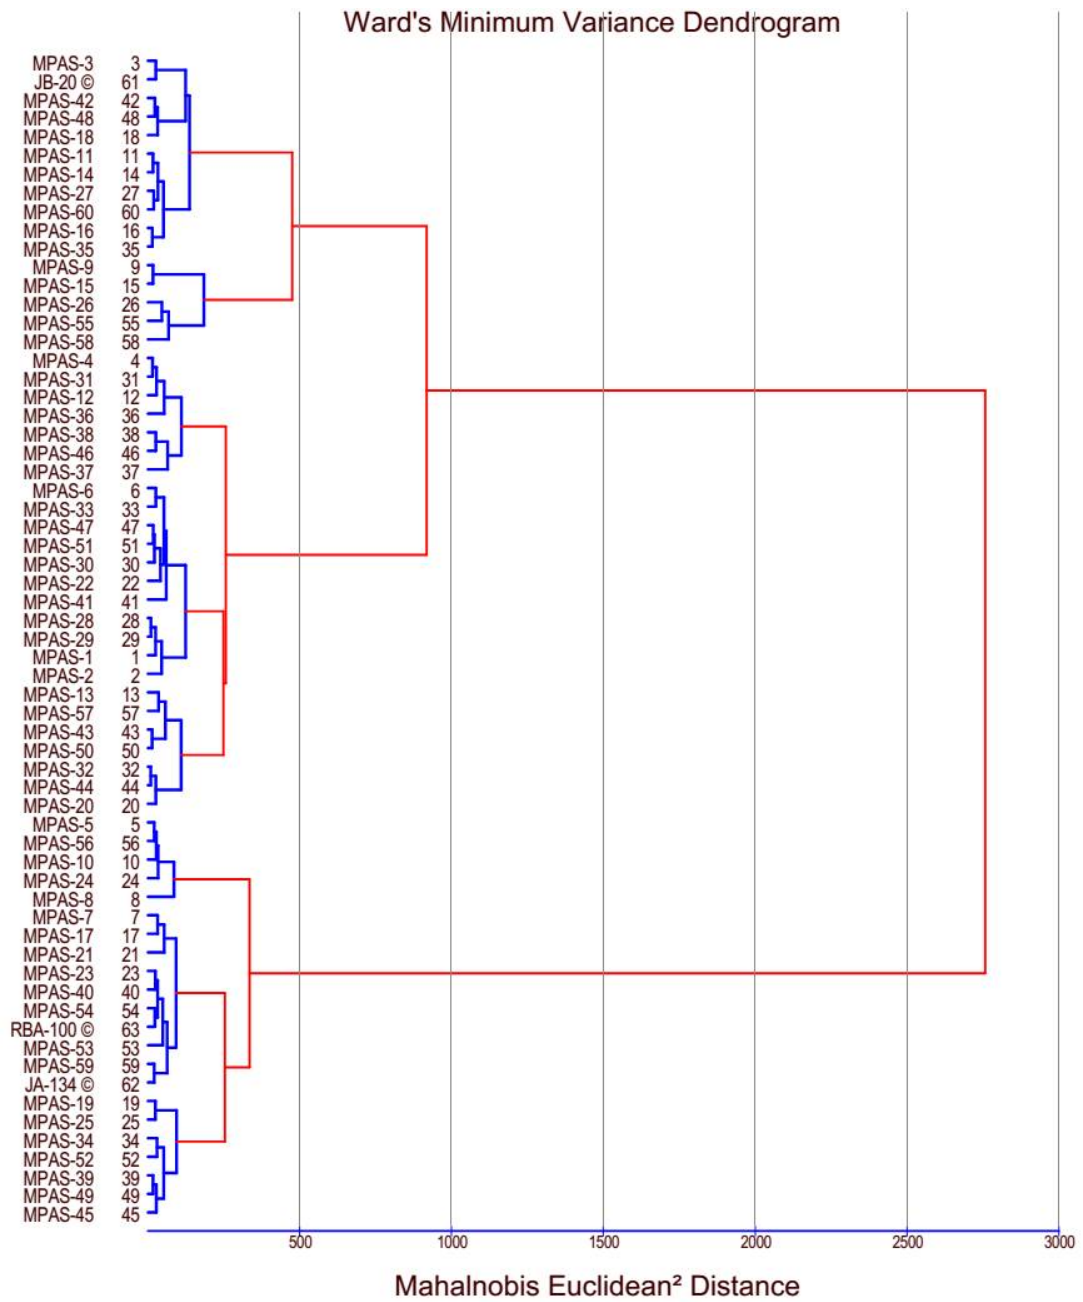 Ward's Minimum Variance Dendrogram
MPAS-3 3
JB-20 © 61
MPAS-42 42
MPAS-48 48
MPAS-18 18
MPAS-11 11
MPAS-14 14
MPAS-27 27
MPAS-60 60
MPAS-16 16
MPAS-35 35
MPAS-9 9
MPAS-15 15
MPAS-26 26
MPAS-55 55
MPAS-58 58
MPAS-4 4
MPAS-31 31
MPAS-12 12
MPAS-36 36
MPAS-38 38
MPAS-46 46
MPAS-37 37
MPAS-6 6
MPAS-33 33
MPAS-47 47
MPAS-51 51
MPAS-30 30
MPAS-22 22
MPAS-41 41
MPAS-28 28
MPAS-29 29
MPAS-1 1
MPAS-2 2
MPAS-13 13
MPAS-57 57
MPAS-43 43
MPAS-50 50
MPAS-32 32
MPAS-44 44
MPAS-20 20
MPAS-5 5
MPAS-56 56
MPAS-10 10
MPAS-24 24
MPAS-8 8
MPAS-7 7
MPAS-17 17
MPAS-21 21
MPAS-23 23
MPAS-40 40
MPAS-54 54
RBA-100 © 63
MPAS-53 53
MPAS-59 59
JA-134 © 62
MPAS-19 19
MPAS-25 25
MPAS-34 34
MPAS-52 52
MPAS-39 39
MPAS-49 49
MPAS-45 45
500 1000 1500 2000 2500 3000
Mahalnobis Euclidean² Distance